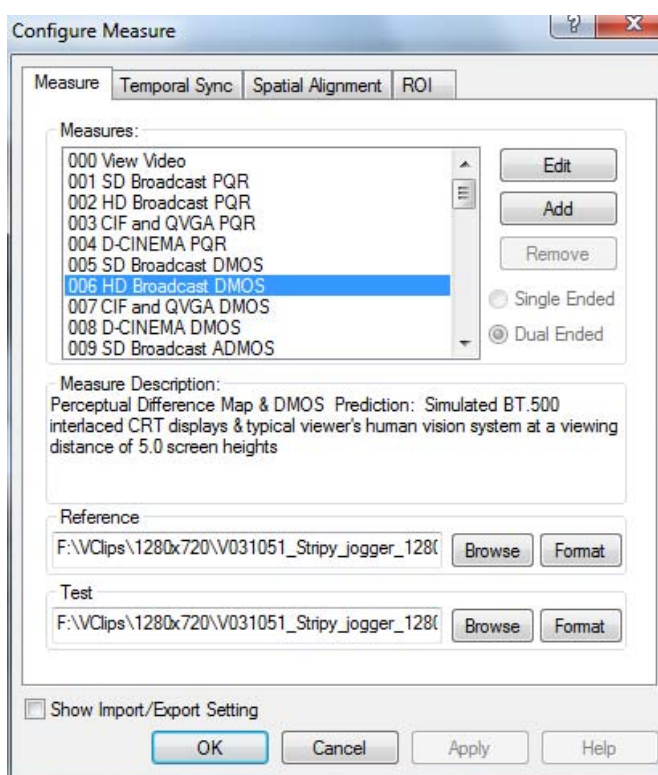 Configure Measure
Measure Temporal Sync Spatial Alignment ROI
Measures:
000 View Video
001 SD Broadcast PQR
002 HD Broadcast PQR
003 CIF and QVGA PQR
004 D-CINEMA PQR
005 SD Broadcast DMOS
006 HD Broadcast DMOS
007 CIF and QVGA DMOS
008 D-CINEMA DMOS
009 SD Broadcast ADMOS
Edit
Add
Remove
Single Ended
Dual Ended
Measure Description:
Perceptual Difference Map & DMOS Prediction: Simulated BT.500
interlaced CRT displays & typical viewer's human vision system at a viewing
distance of 5.0 screen heights
Reference
F:\VClips\1280x720\V031051_Stripy_jogger_128( Browse Format
Test
F:\VClips\1280x720\V031051_Stripy_jogger_128( Browse Format
Show Import/Export Setting
OK Cancel Apply Help